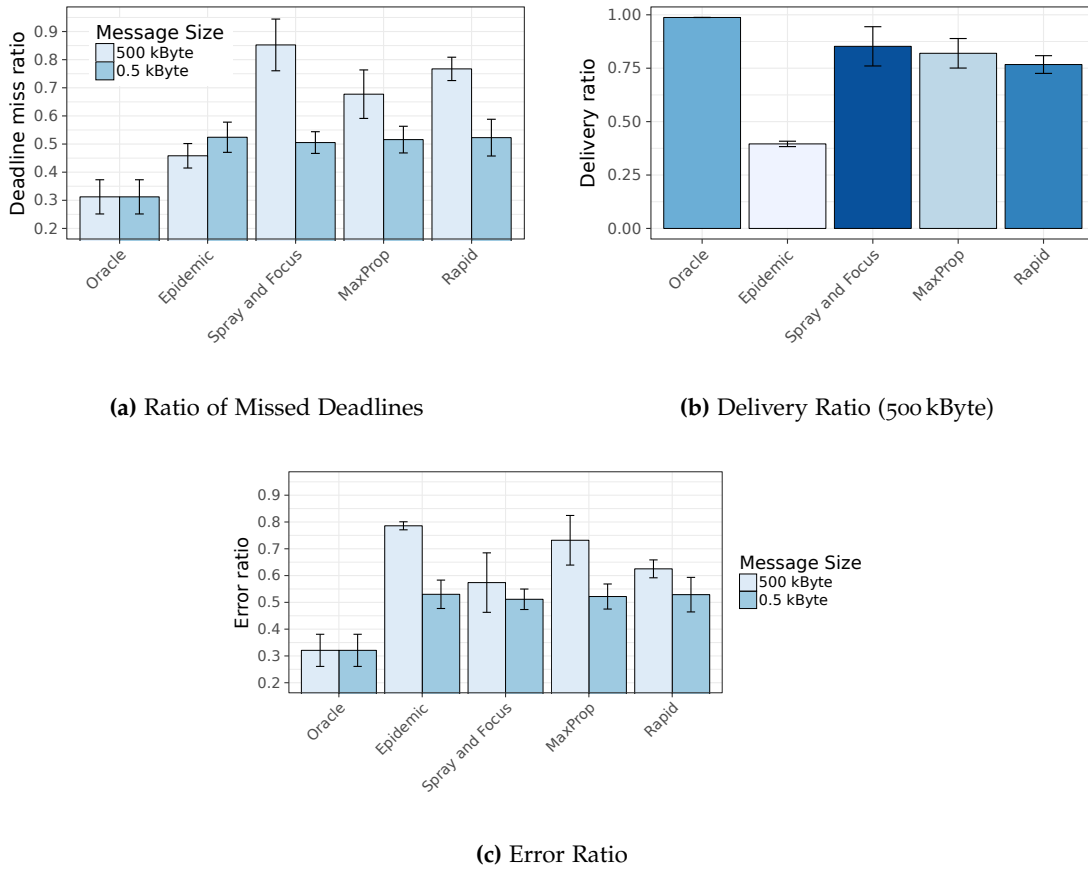 Deadline miss ratio
0.9
0.8
0.7
0.6
0.5
0.4
0.3
0.2
Message Size
500 kByte
0.5 kByte
Oracle
Epidemic
Spray and Focus
MaxProp
Rapid
(a) Ratio of Missed Deadlines
Delivery ratio
1.00
0.75
0.50
0.25
0.00
Oracle
Epidemic
Spray and Focus
MaxProp
Rapid
(b) Delivery Ratio (500 kByte)
Error ratio
0.9
0.8
0.7
0.6
0.5
0.4
0.3
0.2
Oracle
Epidemic
Spray and Focus
MaxProp
Rapid
Message Size
500 kByte
0.5 kByte
(c) Error Ratio